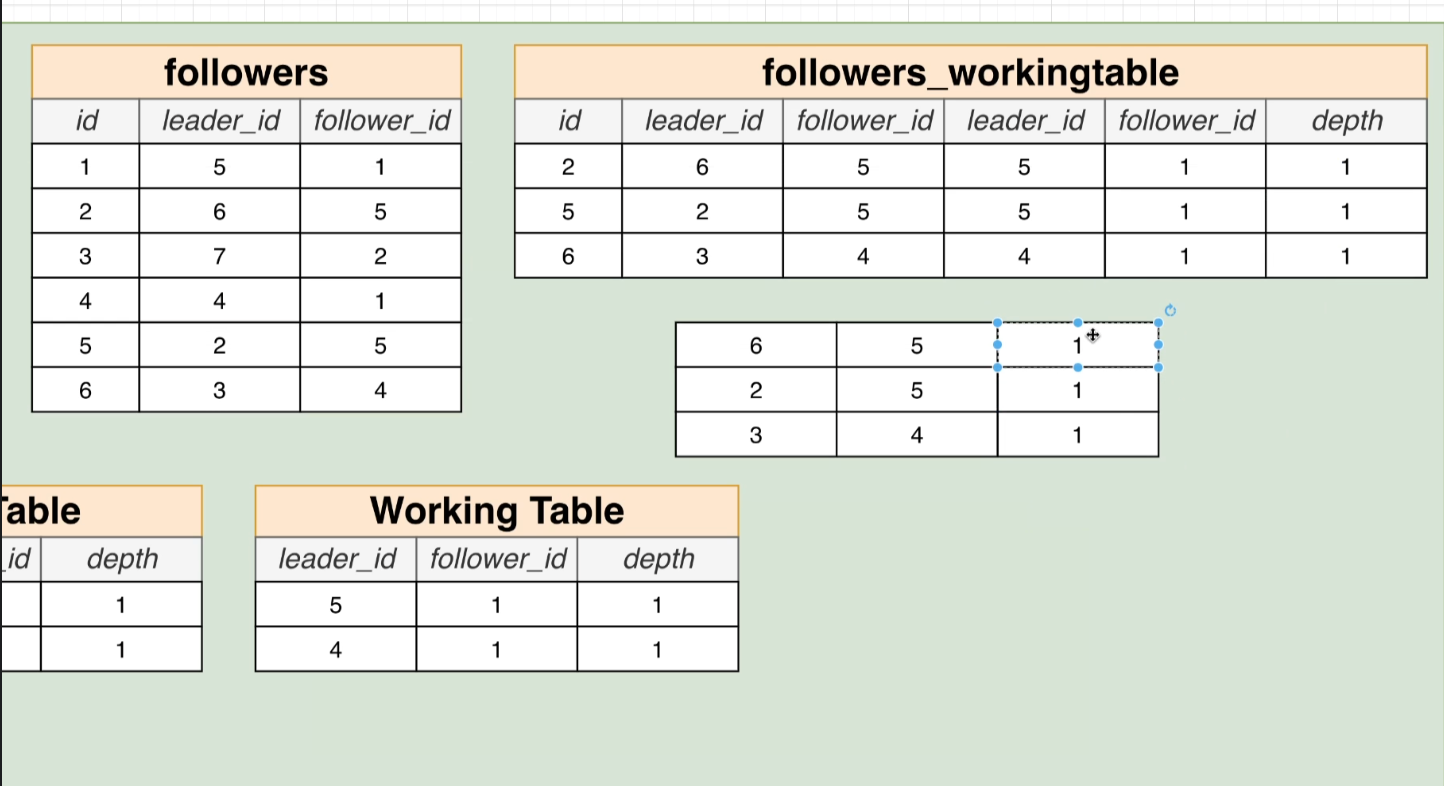 followers
id leader_id follower_id
1 5 1
2 6 5
3 7 2
4 4 1
5 2 5
6 3 4
followers_workingtable
id leader_id follower_id leader_id follower_id depth
2 6 5 5 1 1
5 2 5 5 1 1
6 3 4 4 1 1
6 5 1
2 5 1
3 4 1
Table
_id depth
1
1
Working Table
leader_id follower_id depth
5 1 1
4 1 1